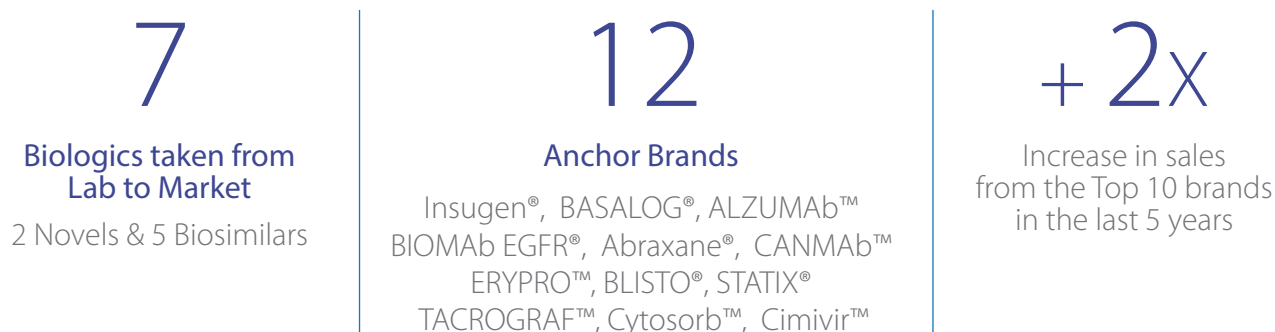 7
Biologics taken from
Lab to Market
2 Novels & 5 Biosimilars
12
Anchor Brands
Insugen®, BASALOG®, ALZUMAb™
BIOMAb EGFR®, Abraxane®, CANMAb™
ERYPRO™, BLISTO®, STATIX®
TACROGRAF™, Cytosorb™, Cimivir™
+ 2x
Increase in sales
from the Top 10 brands
in the last 5 years